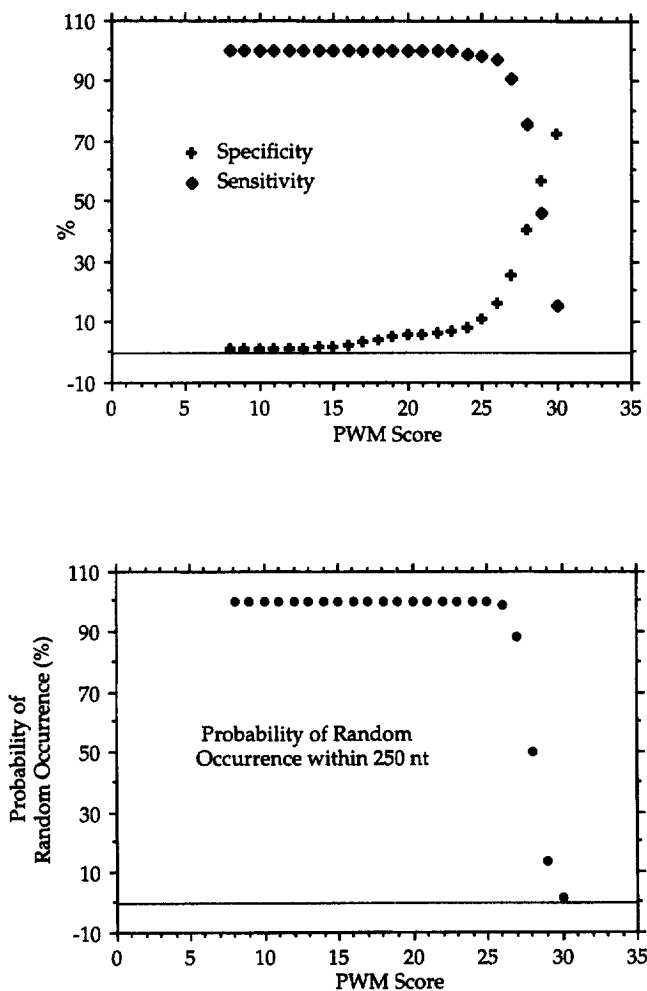 110
90
70
50
30
10
-10
%
Specificity
Sensitivity
0 5 10 15 20 25 30 35
PWM Score
110
90
70
50
30
10
-10
Probability of
Random Occurrence (%)
Probability of Random
Occurrence within 250 nt
0 5 10 15 20 25 30 35
PWM Score